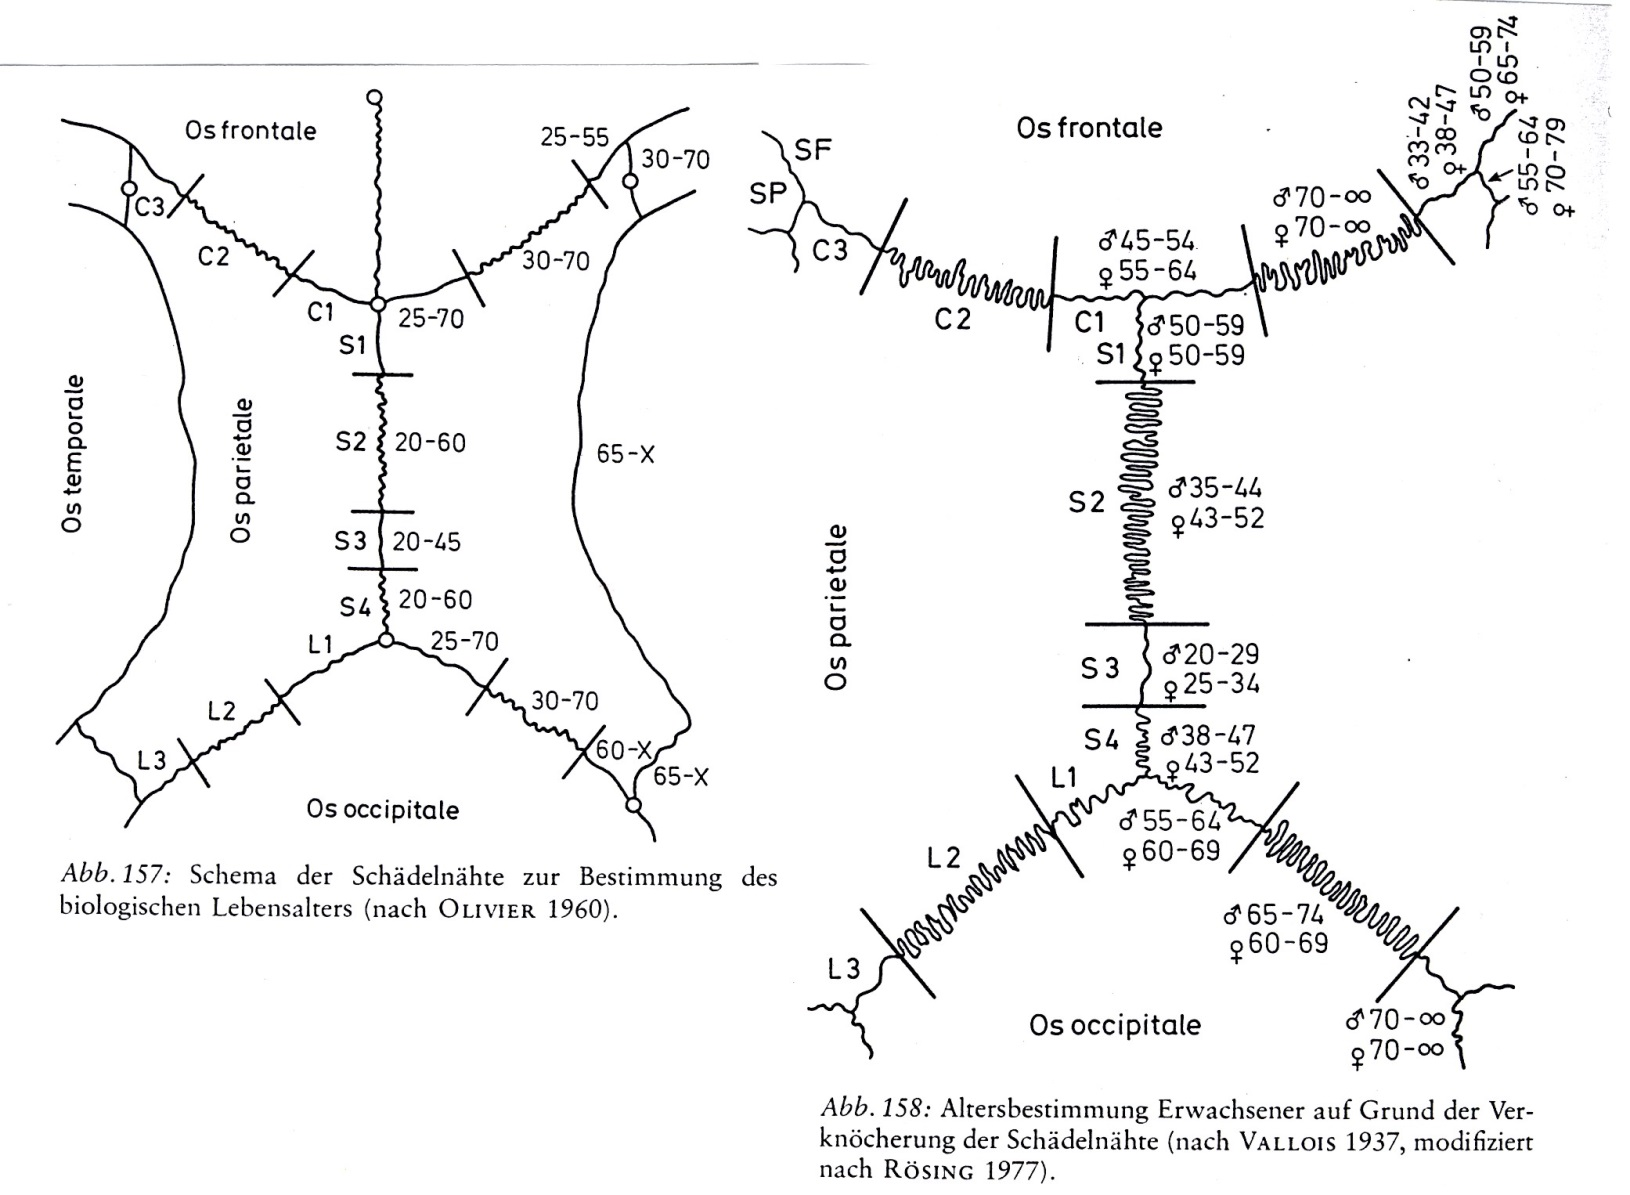 Os frontale
25-55
30-70
C3
C2
30-70
C1
25-70
S1
Os temporale
Os parietale
S2
20-60
65-X
S3
20-45
S4
20-60
L1
25-70
L2
30-70
L3
60-X
65-X
Os occipitale
Abb. 157: Schema der Schädelnähte zur Bestimmung des
biologischen Lebensalters (nach OLIVIER 1960).
Os frontale
SF
SP
C3
C2
C1
♂45-54
♀55-64
♂70-∞
♀70-∞
♂33-42
♀38-47
♂50-59
♀65-74
♂55-64
♀70-79
S1
♂50-59
♀50-59
S2
♂35-44
♀43-52
Os parietale
S3
♂20-29
♀25-34
S4
♂38-47
♀43-52
L1
♂55-64
♀60-69
L2
♂65-74
♀60-69
L3
Os occipitale
♂70-∞
♀70-∞
Abb. 158: Altersbestimmung Erwachsener auf Grund der Ver-
knöcherung der Schädelnähte (nach VALLOIS 1937, modifiziert
nach RÖSING 1977).